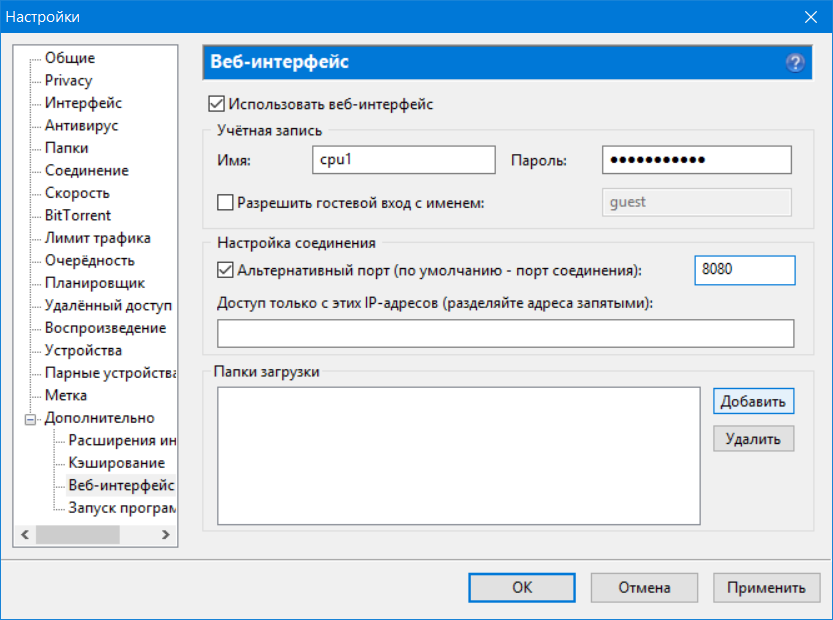 Настройки
Общие
Privacy
Интерфейс
Антивирус
Папки
Соединение
Скорость
BitTorrent
Лимит трафика
Очерёдность
Планировщик
Удалённый доступ
Воспроизведение
Устройства
Парные устройства
Метка
Дополнительно
Расширения ин
Кэширование
Веб-интерфейс
Запуск програм
Веб-интерфейс
Использовать веб-интерфейс
Учётная запись
Имя: cpu1 Пароль: ●●●●●●●●●●●
Разрешить гостевой вход с именем: guest
Настройка соединения
Альтернативный порт (по умолчанию - порт соединения): 8080
Доступ только с этих IP-адресов (разделяйте адреса запятыми):
Папки загрузки
Добавить
Удалить
OK Отмена Применить